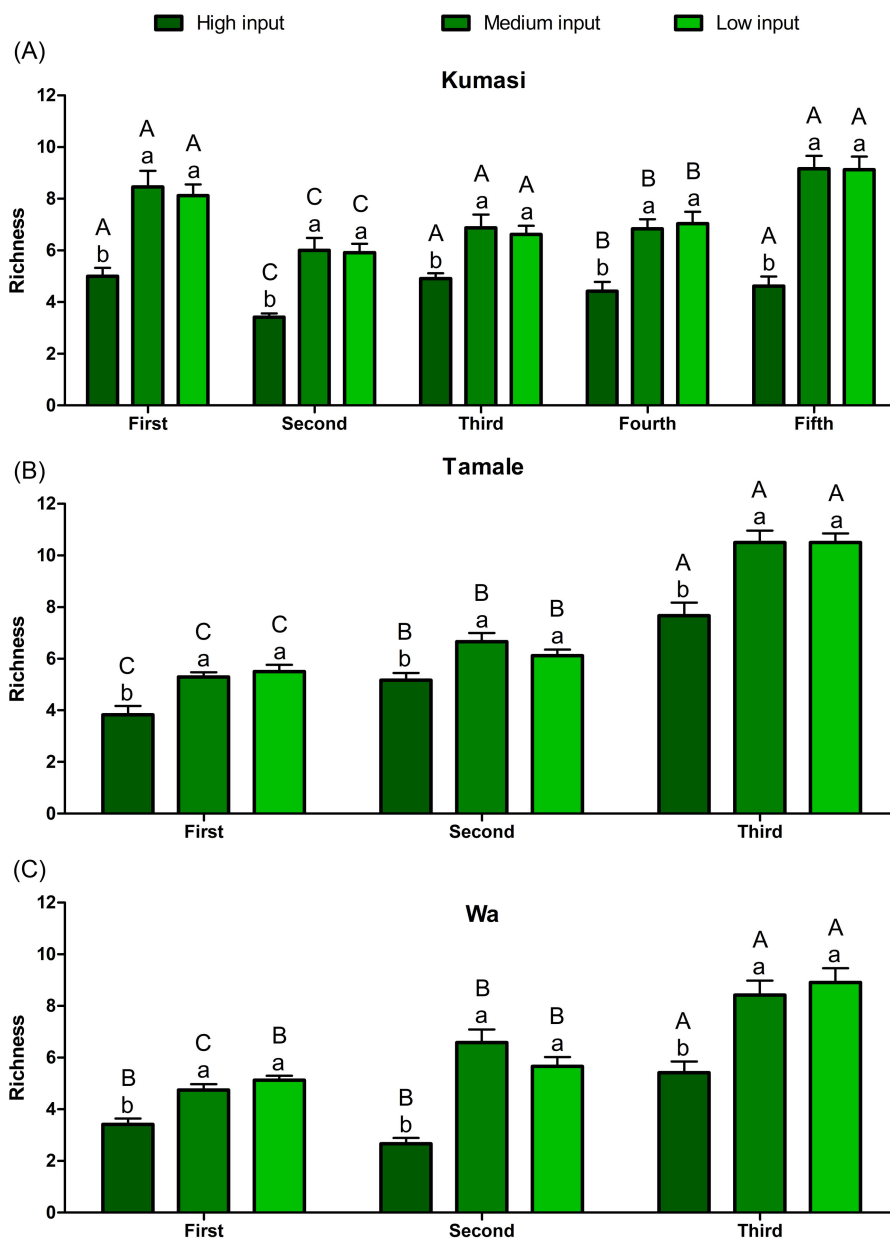 High input Medium input Low input
(A)
Kumasi
12
10
8
6
4
2
0
Richness
A A A A A A
A b a a C b C a C a A b a a B b B a B a A b a a
First Second Third Fourth Fifth
(B)
Tamale
12
10
8
6
4
2
0
Richness
C b C a C a B b B a B a A b A a A a
First Second Third
(C)
Wa
12
10
8
6
4
2
0
Richness
B b C a B a B b B a B a A b A a A a
First Second Third